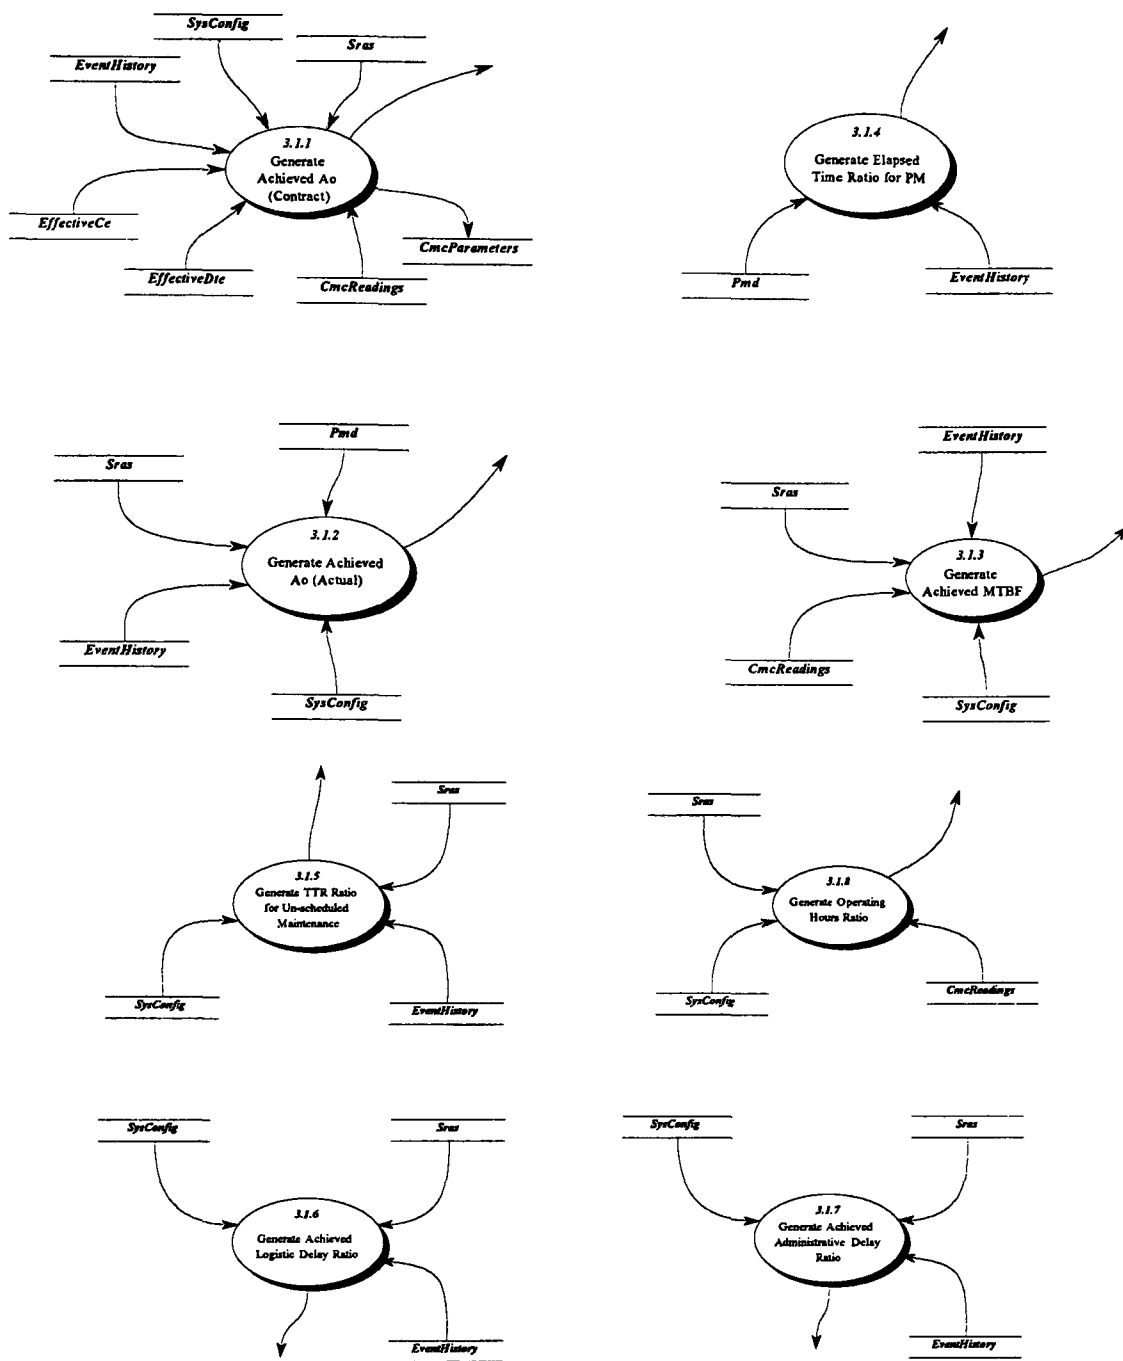 SysConfig
Sras
EventHistory
3.1.1
Generate
Achieved Ao
(Contract)
EffectiveCe
EffectiveDte
CmcReadings
CmcParameters
3.1.4
Generate Elapsed
Time Ratio for PM
Pmd
EventHistory
Pmd
Sras
3.1.2
Generate Achieved
Ao (Actual)
EventHistory
SysConfig
EventHistory
Sras
3.1.3
Generate
Achieved MTBF
CmcReadings
SysConfig
Sras
3.1.5
Generate TTR Ratio
for Un-scheduled
Maintenance
SysConfig
EventHistory
Sras
3.1.8
Generate Operating
Hours Ratio
SysConfig
CmcReadings
SysConfig
Sras
3.1.6
Generate Achieved
Logistic Delay Ratio
EventHistory
SysConfig
Sras
3.1.7
Generate Achieved
Administrative Delay
Ratio
EventHistory